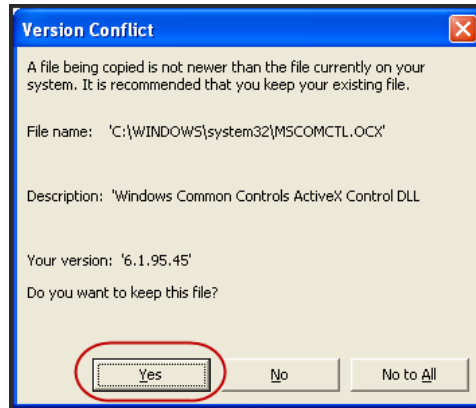 Version Conflict
A file being copied is not newer than the file currently on your
system. It is recommended that you keep your existing file.
File name: 'C:\WINDOWS\system32\MSCOMCTL.OCX'
Description: 'Windows Common Controls ActiveX Control DLL
Your version: '6.1.95.45'
Do you want to keep this file?
Yes No No to All